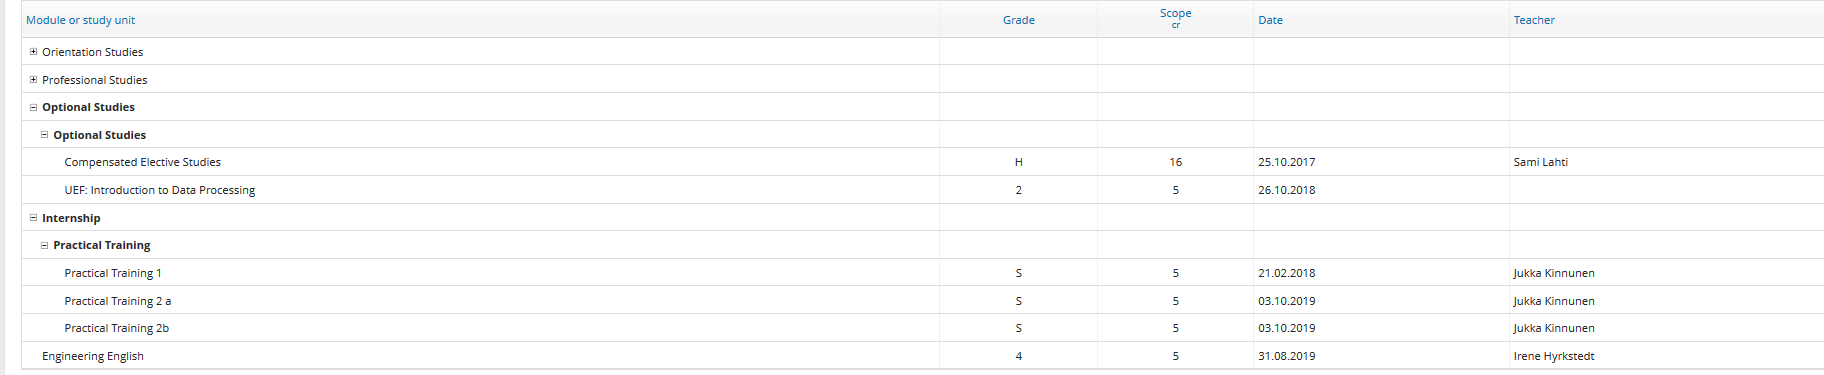 Module or study unit Grade Scope cr Date Teacher
Orientation Studies
Professional Studies
Optional Studies
Optional Studies
Compensated Elective Studies H 16 25.10.2017 Sami Lahti
UEF: Introduction to Data Processing 2 5 26.10.2018
Internship
Practical Training
Practical Training 1 S 5 21.02.2018 Jukka Kinnunen
Practical Training 2 a S 5 03.10.2019 Jukka Kinnunen
Practical Training 2b S 5 03.10.2019 Jukka Kinnunen
Engineering English 4 5 31.08.2019 Irene Hyrkstedt